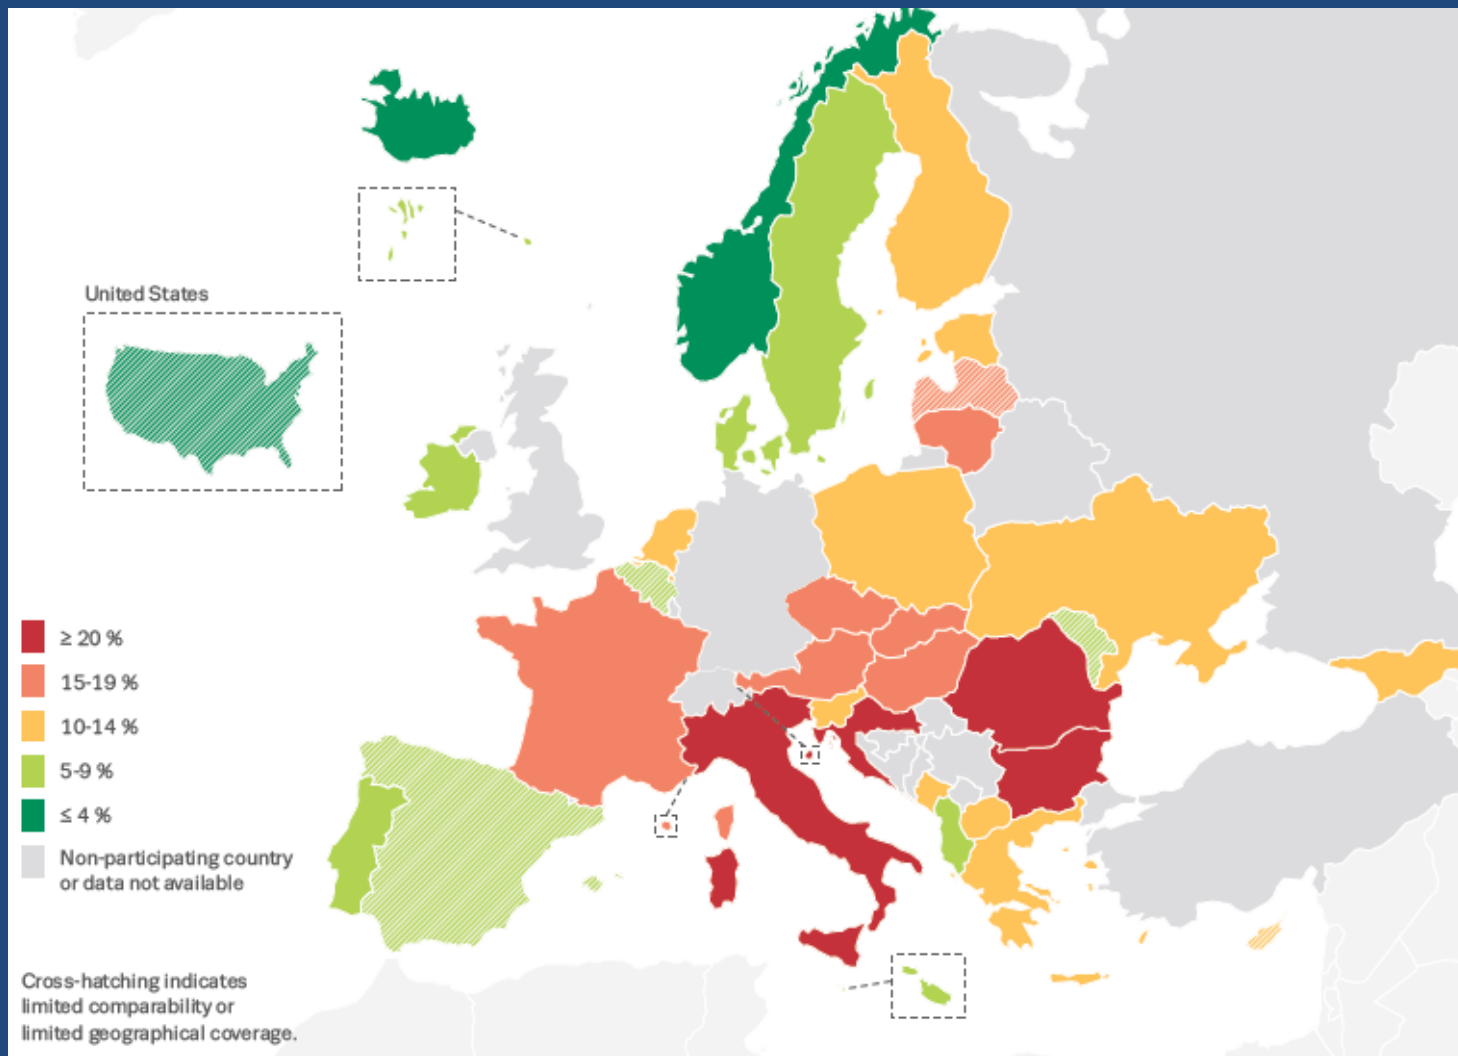 United States
≥ 20 %
15-19 %
10-14 %
5-9 %
≤ 4 %
Non-participating country
or data not available
Cross-hatching indicates
limited comparability or
limited geographical coverage.